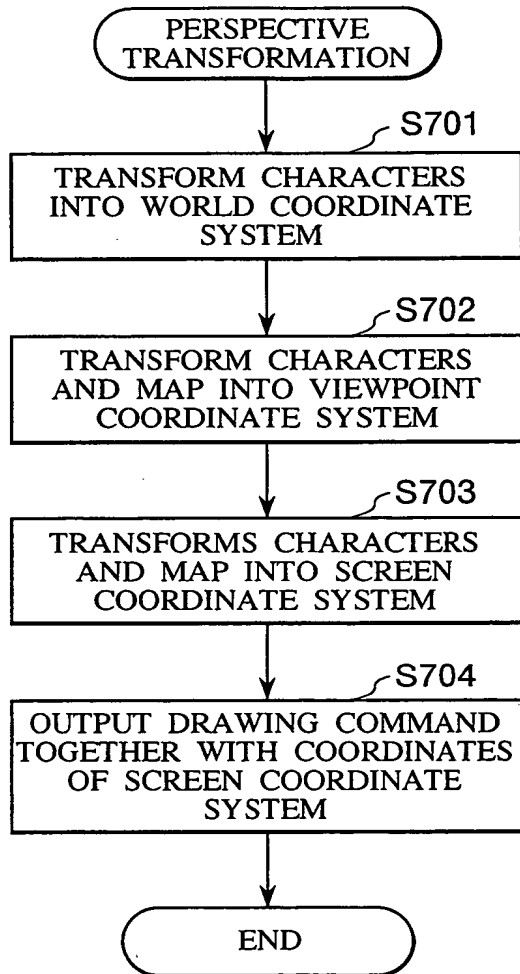 PERSPECTIVE
TRANSFORMATION
S701
TRANSFORM CHARACTERS
INTO WORLD COORDINATE
SYSTEM
S702
TRANSFORM CHARACTERS
AND MAP INTO VIEWPOINT
COORDINATE SYSTEM
S703
TRANSFORMS CHARACTERS
AND MAP INTO SCREEN
COORDINATE SYSTEM
S704
OUTPUT DRAWING COMMAND
TOGETHER WITH COORDINATES
OF SCREEN COORDINATE
SYSTEM
END